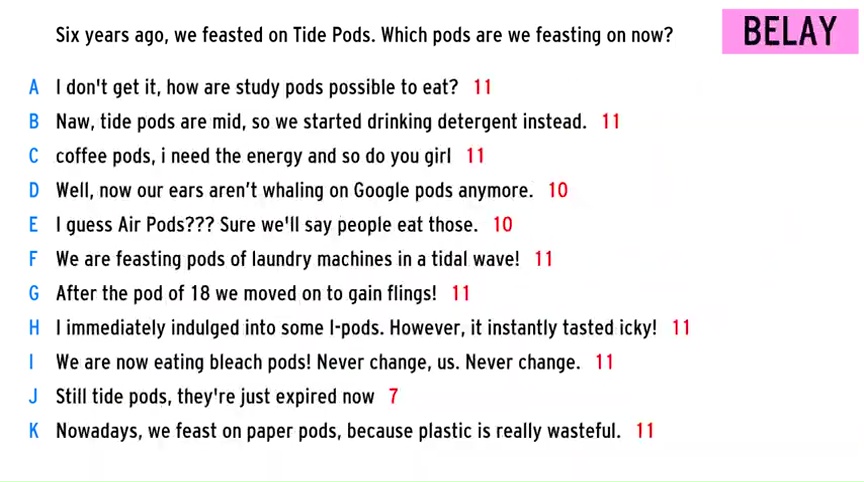 Six years ago, we feasted on Tide Pods. Which pods are we feasting on now?
BELAY
A I don't get it, how are study pods possible to eat? 11
B Naw, tide pods are mid, so we started drinking detergent instead. 11
C coffee pods, i need the energy and so do you girl 11
D Well, now our ears aren’t whaling on Google pods anymore. 10
E I guess Air Pods??? Sure we'll say people eat those. 10
F We are feasting pods of laundry machines in a tidal wave! 11
G After the pod of 18 we moved on to gain flings! 11
H I immediately indulged into some I-pods. However, it instantly tasted icky! 11
I We are now eating bleach pods! Never change, us. Never change. 11
J Still tide pods, they're just expired now 7
K Nowadays, we feast on paper pods, because plastic is really wasteful. 11